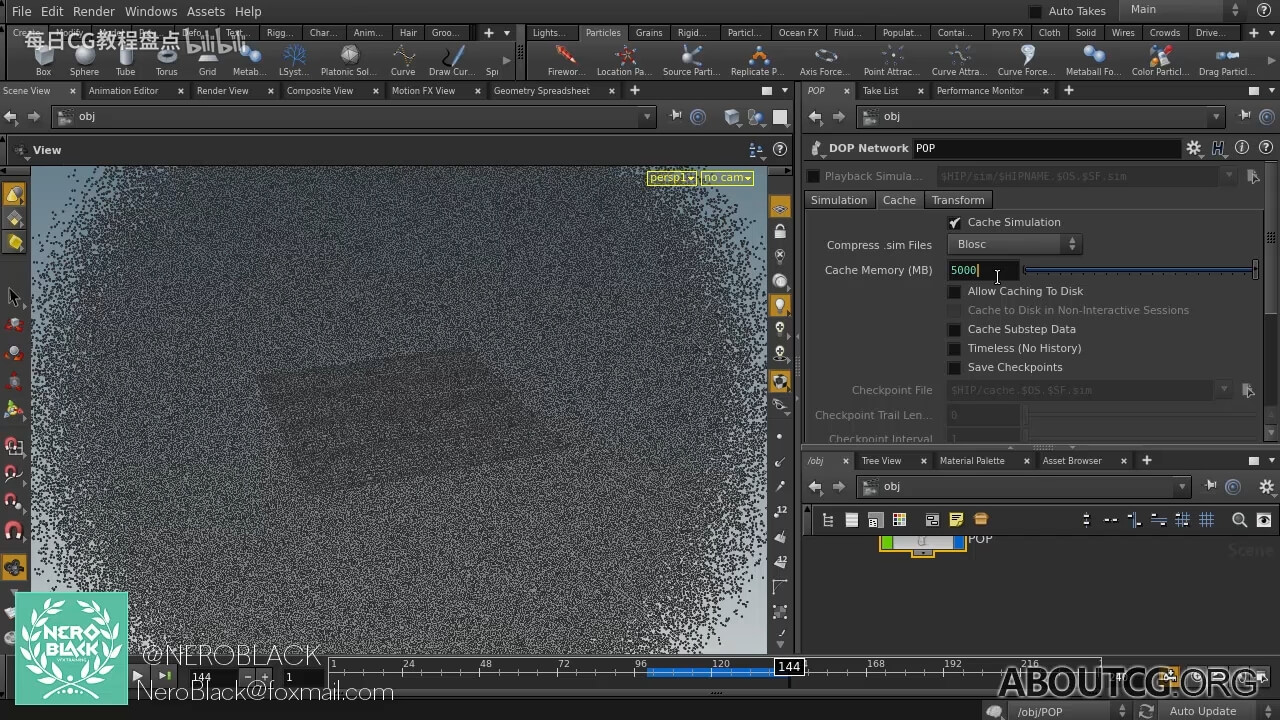 File Edit Render Windows Assets Help
Auto Takes Main
Rigg... Char... Anim... Hair Groo...
Lights... Particles Grains Rigid... Particl... Ocean FX Fluid... Populat... Contai... Pyro FX Cloth Solid Wires Crowds Drive...
每日CG教程盘点 bilibili
Box Sphere Tube Torus Grid Metab... LSyst... Platonic Sol... Curve Draw Cur... Sp
Firewor... Location Pa... Source Parti... Replicate P... Axis Force... Point Attrac... Curve Attra... Curve Force... Metaball Fo... Color Particl... Drag Particl...
Scene View Animation Editor Render View Composite View Motion FX View Geometry Spreadsheet
POP Take List Performance Monitor
obj
obj
View
DOP Network POP
persp1 no cam
Playback Simula... $HIP/sim/$HIPNAME.$OS.$SF.sim
Simulation Cache Transform
Cache Simulation
Compress .sim Files Blosc
Cache Memory (MB) 5000
Allow Caching To Disk
Cache to Disk in Non-Interactive Sessions
Cache Substep Data
Timeless (No History)
Save Checkpoints
Checkpoint File $HIP/cache.$OS.$SF.sim
Checkpoint Trail Len... 0
Checkpoint Interval 1
/obj Tree View Material Palette Asset Browser
obj
12
12
POP
Scene
NERO
BLACK
@NEROBLACK
NeroBlack@foxmail.com
144 1
1 24 48 72 96 120 144 168 192 216
ABOUTCG.ORG
/obj/POP Auto Update